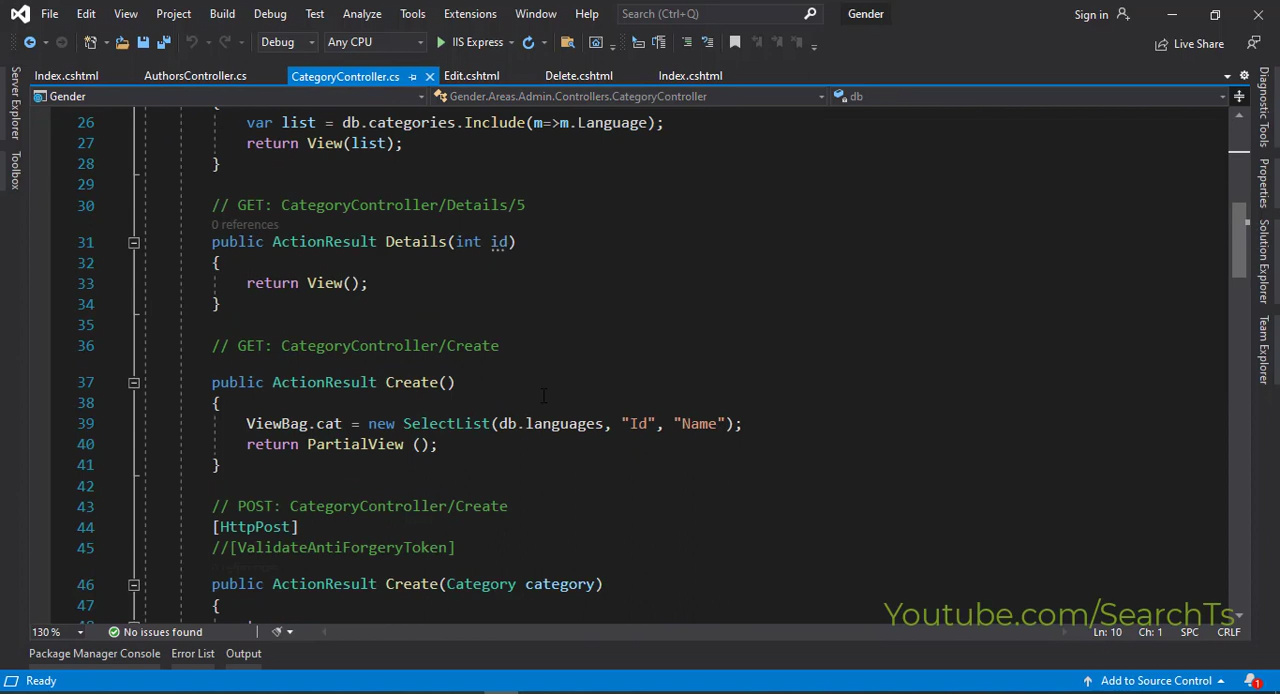 File Edit View Project Build Debug Test Analyze Tools Extensions Window Help Search (Ctrl+Q) Gender Sign in
Debug Any CPU IIS Express Live Share
Index.cshtml AuthorsController.cs CategoryController.cs Edit.cshtml Delete.cshtml Index.cshtml
Gender Gender.Areas.Admin.Controllers.CategoryController db
Server Explorer
Toolbox
26 var list = db.categories.Include(m=>m.Language);
27 return View(list);
28 }
29
30 // GET: CategoryController/Details/5
0 references
31 public ActionResult Details(int id)
32 {
33 return View();
34 }
35
36 // GET: CategoryController/Create
37 public ActionResult Create()
38 {
39 ViewBag.cat = new SelectList(db.languages, "Id", "Name");
40 return PartialView ();
41 }
42
43 // POST: CategoryController/Create
44 [HttpPost]
45 //[ValidateAntiForgeryToken]
46 public ActionResult Create(Category category)
47 {
Youtube.com/SearchTs
Diagnostic Tools
Properties
Solution Explorer
Team Explorer
130 % No issues found Ln: 10 Ch: 1 SPC CRLF
Package Manager Console Error List Output
Ready Add to Source Control 1